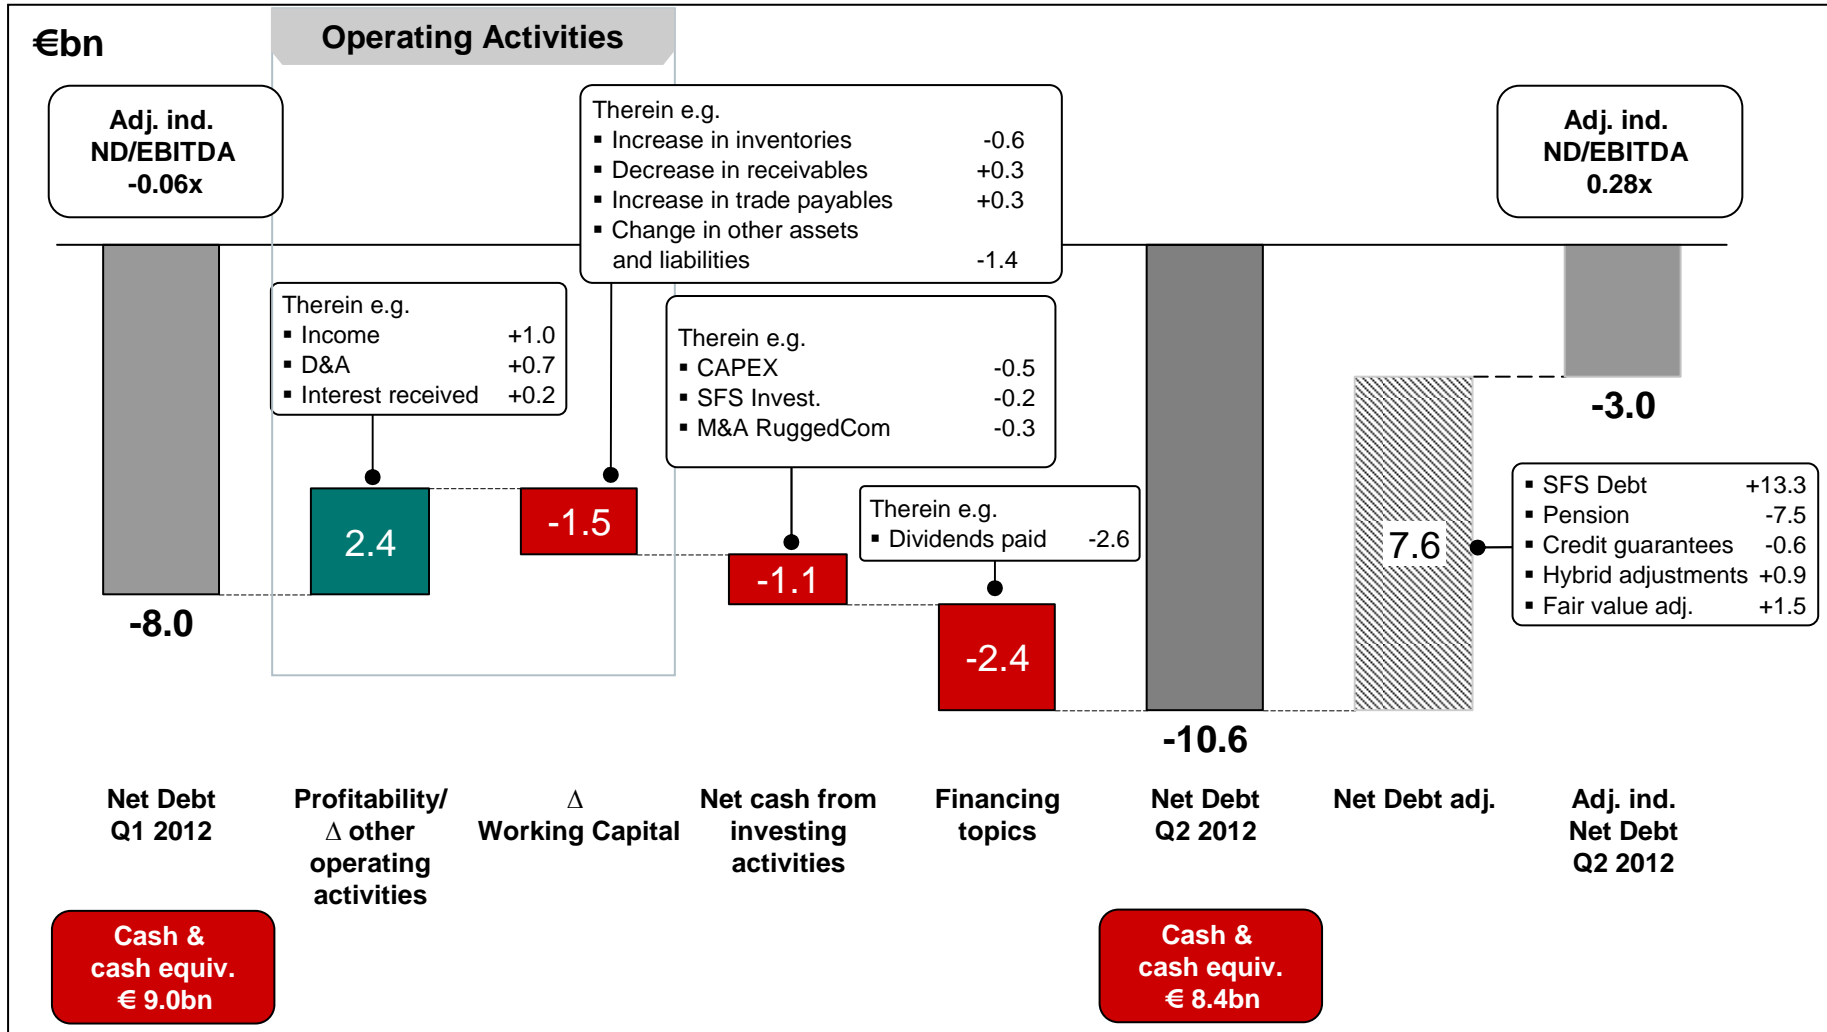 €bn
Operating Activities
Adj. ind.
ND/EBITDA
-0.06x
Therein e.g.
▪ Increase in inventories -0.6
▪ Decrease in receivables +0.3
▪ Increase in trade payables +0.3
▪ Change in other assets
and liabilities -1.4
Adj. ind.
ND/EBITDA
0.28x
Therein e.g.
▪ Income +1.0
▪ D&A +0.7
▪ Interest received +0.2
Therein e.g.
▪ CAPEX -0.5
▪ SFS Invest. -0.2
▪ M&A RuggedCom -0.3
Therein e.g.
▪ Dividends paid -2.6
▪ SFS Debt +13.3
▪ Pension -7.5
▪ Credit guarantees -0.6
▪ Hybrid adjustments +0.9
▪ Fair value adj. +1.5
-8.0
2.4
-1.5
-1.1
-2.4
-10.6
7.6
-3.0
Net Debt
Q1 2012
Profitability/
∆ other
operating
activities
∆
Working Capital
Net cash from
investing
activities
Financing
topics
Net Debt
Q2 2012
Net Debt adj.
Adj. ind.
Net Debt
Q2 2012
Cash &
cash equiv.
€ 9.0bn
Cash &
cash equiv.
€ 8.4bn